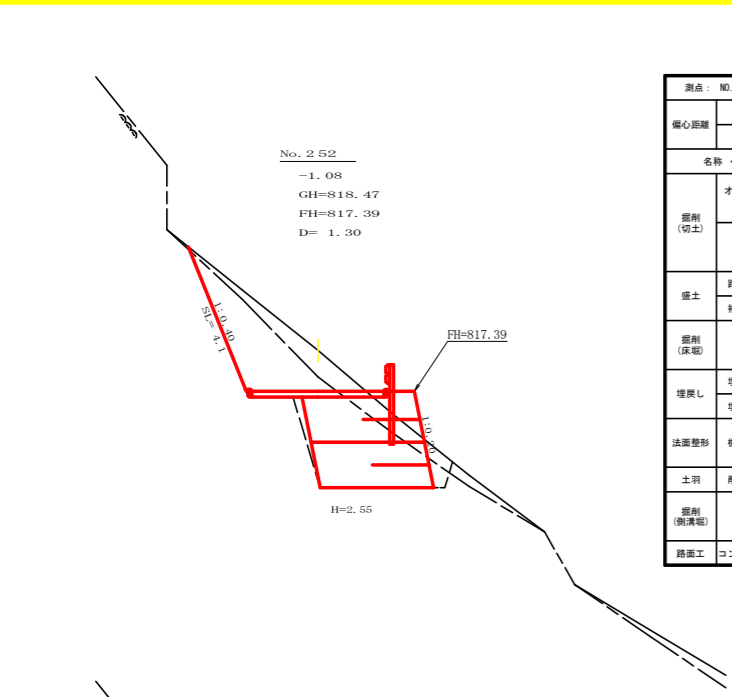 No. 2 52
-1. 08
GH=818. 47
FH=817. 39
D= 1. 30
1:0. 40
SL= 4. 1
FH=817. 39
H=2. 55
測点： NO.
偏心距離
名称
掘削
(切土)
盛土
掘削
(床堀)
埋戻し
法面整形
土羽
掘削
(側溝堀)
路面工
コン